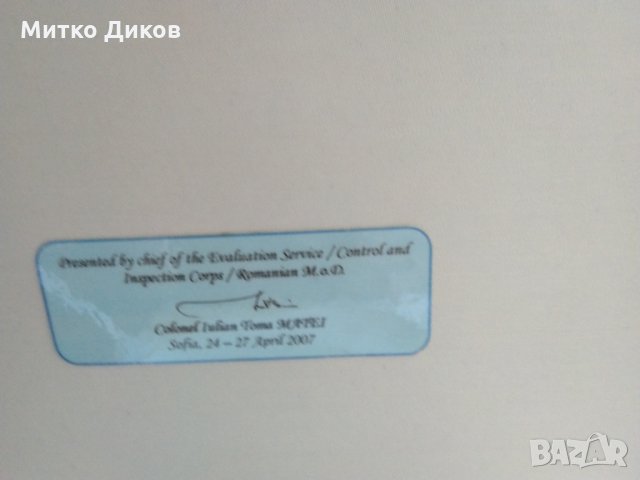 Митко Диков
Presented by chief of the Evaluation Service / Control and
Inspection Corps / Romanian M.o.D.
Colonel Iulian Toma MATEI
Sofia, 24 – 27 April 2007
BAZAR